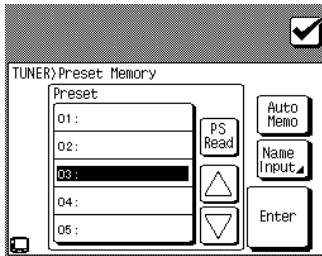 TUNER⟩Preset Memory
Preset
01 :
02 :
03 :
04 :
05 :
PS
Read
Auto
Memo
Name
Input
Enter